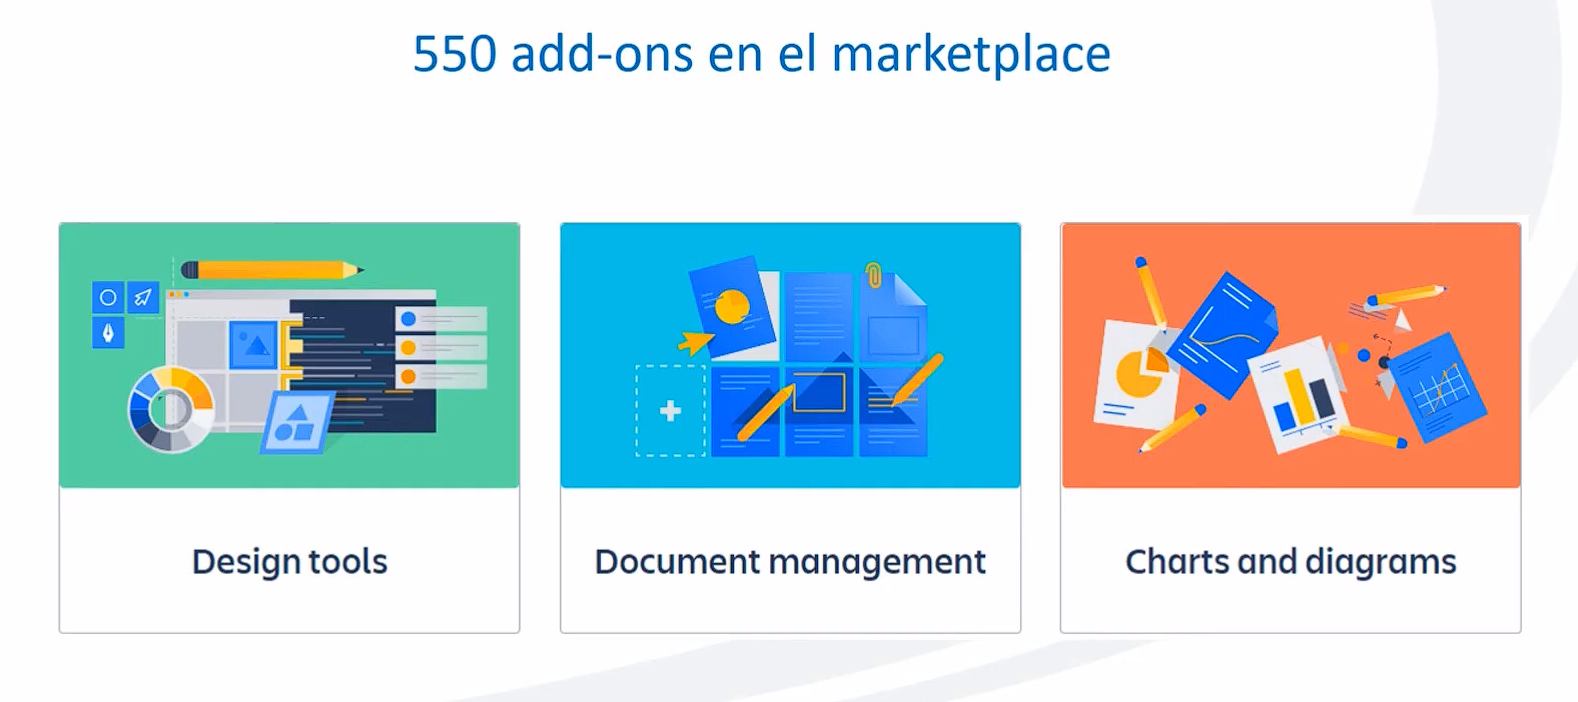 550 add-ons en el marketplace
Design tools
Document management
Charts and diagrams